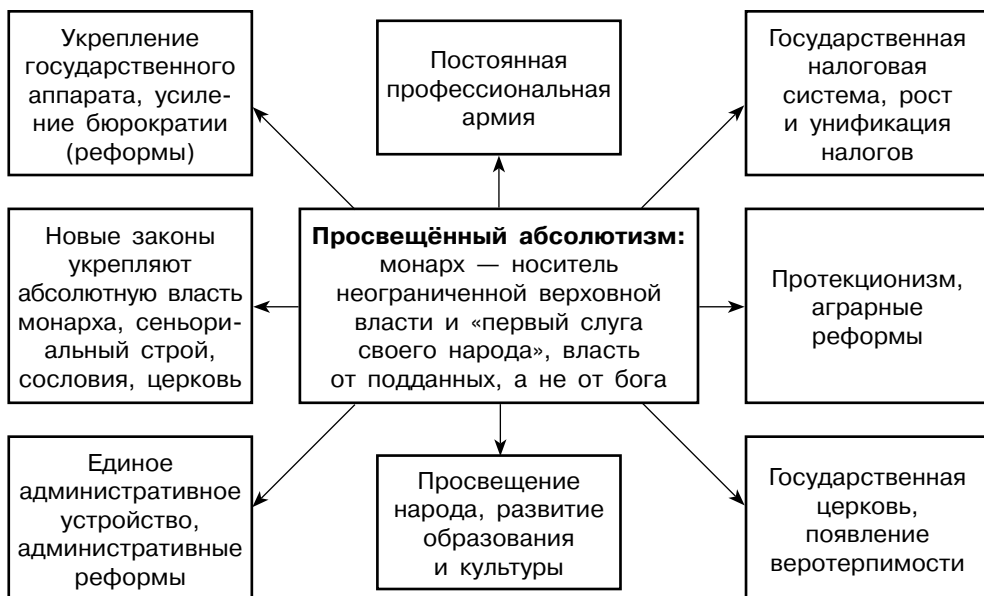 Укрепление
государственного
аппарата, усиле-
ние бюрократии
(реформы)
Постоянная
профессиональная
армия
Государственная
налоговая
система, рост
и унификация
налогов
Новые законы
укрепляют
абсолютную власть
монарха, сеньори-
альный строй,
сословия, церковь
Просвещённый абсолютизм:
монарх — носитель
неограниченной верховной
власти и «первый слуга
своего народа», власть
от подданных, а не от бога
Протекционизм,
аграрные
реформы
Единое
административное
устройство,
административные
реформы
Просвещение
народа, развитие
образования
и культуры
Государственная
церковь,
появление
веротерпимости